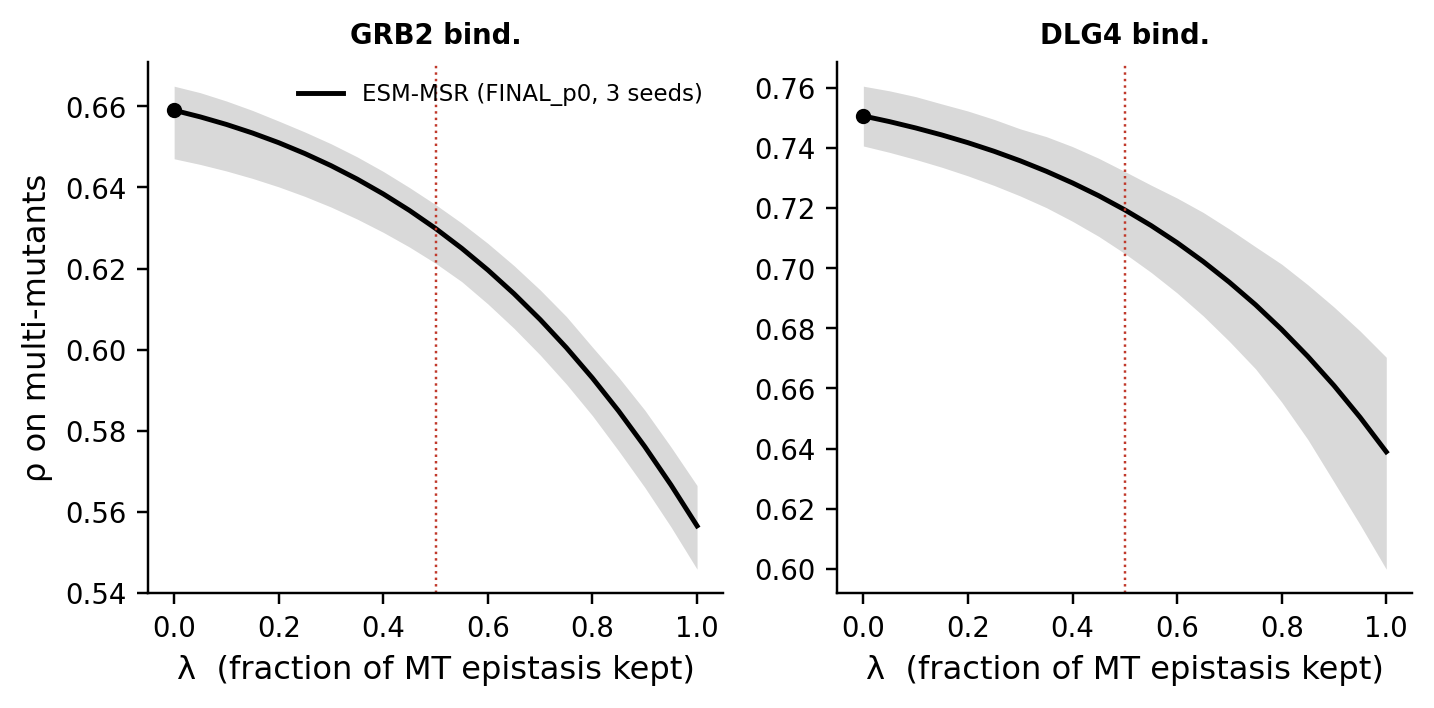 GRB2 bind.
ESM-MSR (FINAL_p0, 3 seeds)
ρ on multi-mutants
0.66
0.64
0.62
0.60
0.58
0.56
0.54
0.0 0.2 0.4 0.6 0.8 1.0
λ (fraction of MT epistasis kept)
DLG4 bind.
0.76
0.74
0.72
0.70
0.68
0.66
0.64
0.62
0.60
0.0 0.2 0.4 0.6 0.8 1.0
λ (fraction of MT epistasis kept)